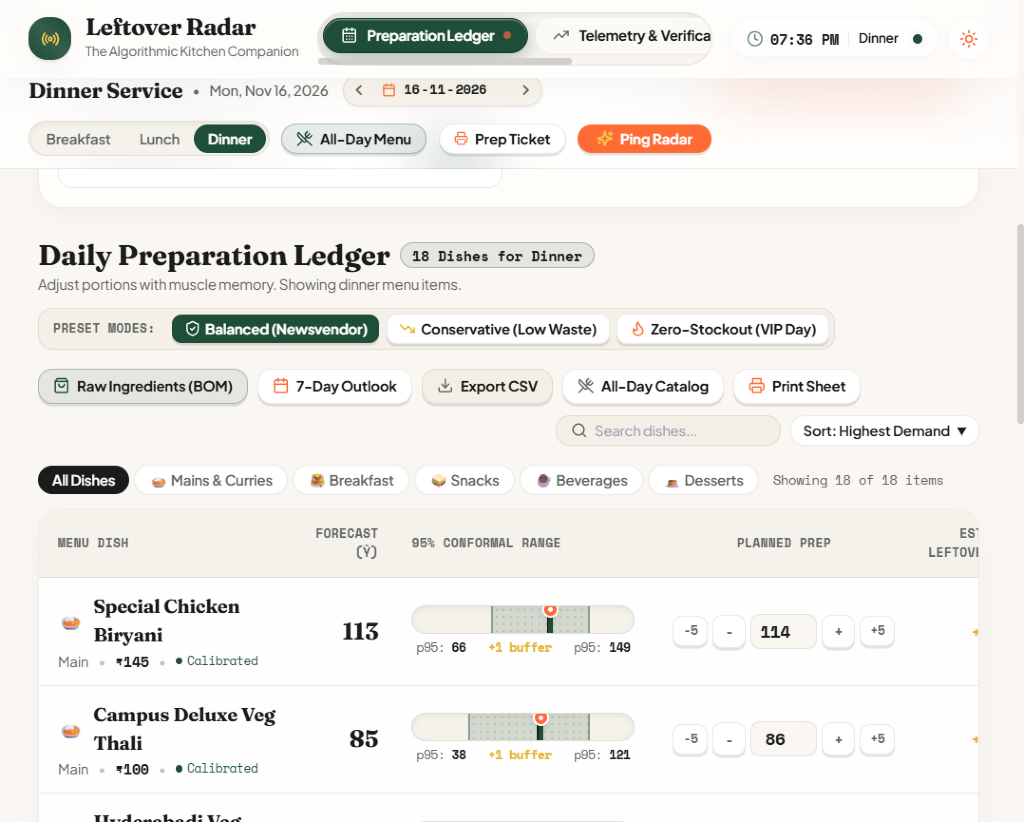 Leftover Radar
The Algorithmic Kitchen Companion
Preparation Ledger
Telemetry & Verifica
07:36 PM
Dinner
Dinner Service • Mon, Nov 16, 2026
16-11-2026
Breakfast
Lunch
Dinner
All-Day Menu
Prep Ticket
Ping Radar
Daily Preparation Ledger
18 Dishes for Dinner
Adjust portions with muscle memory. Showing dinner menu items.
PRESET MODES:
Balanced (Newsvendor)
Conservative (Low Waste)
Zero-Stockout (VIP Day)
Raw Ingredients (BOM)
7-Day Outlook
Export CSV
All-Day Catalog
Print Sheet
Search dishes...
Sort: Highest Demand ▼
All Dishes
Mains & Curries
Breakfast
Snacks
Beverages
Desserts
Showing 18 of 18 items
MENU DISH
FORECAST
(Ŷ)
95% CONFORMAL RANGE
PLANNED PREP
EST
LEFTOVE
Special Chicken
Biryani
Main • ₹145 • Calibrated
113
p95: 66
+1 buffer
p95: 149
-5
-
114
+
+5
+
Campus Deluxe Veg
Thali
Main • ₹100 • Calibrated
85
p95: 38
+1 buffer
p95: 121
-5
-
86
+
+5
+
Hyderabadi Veg